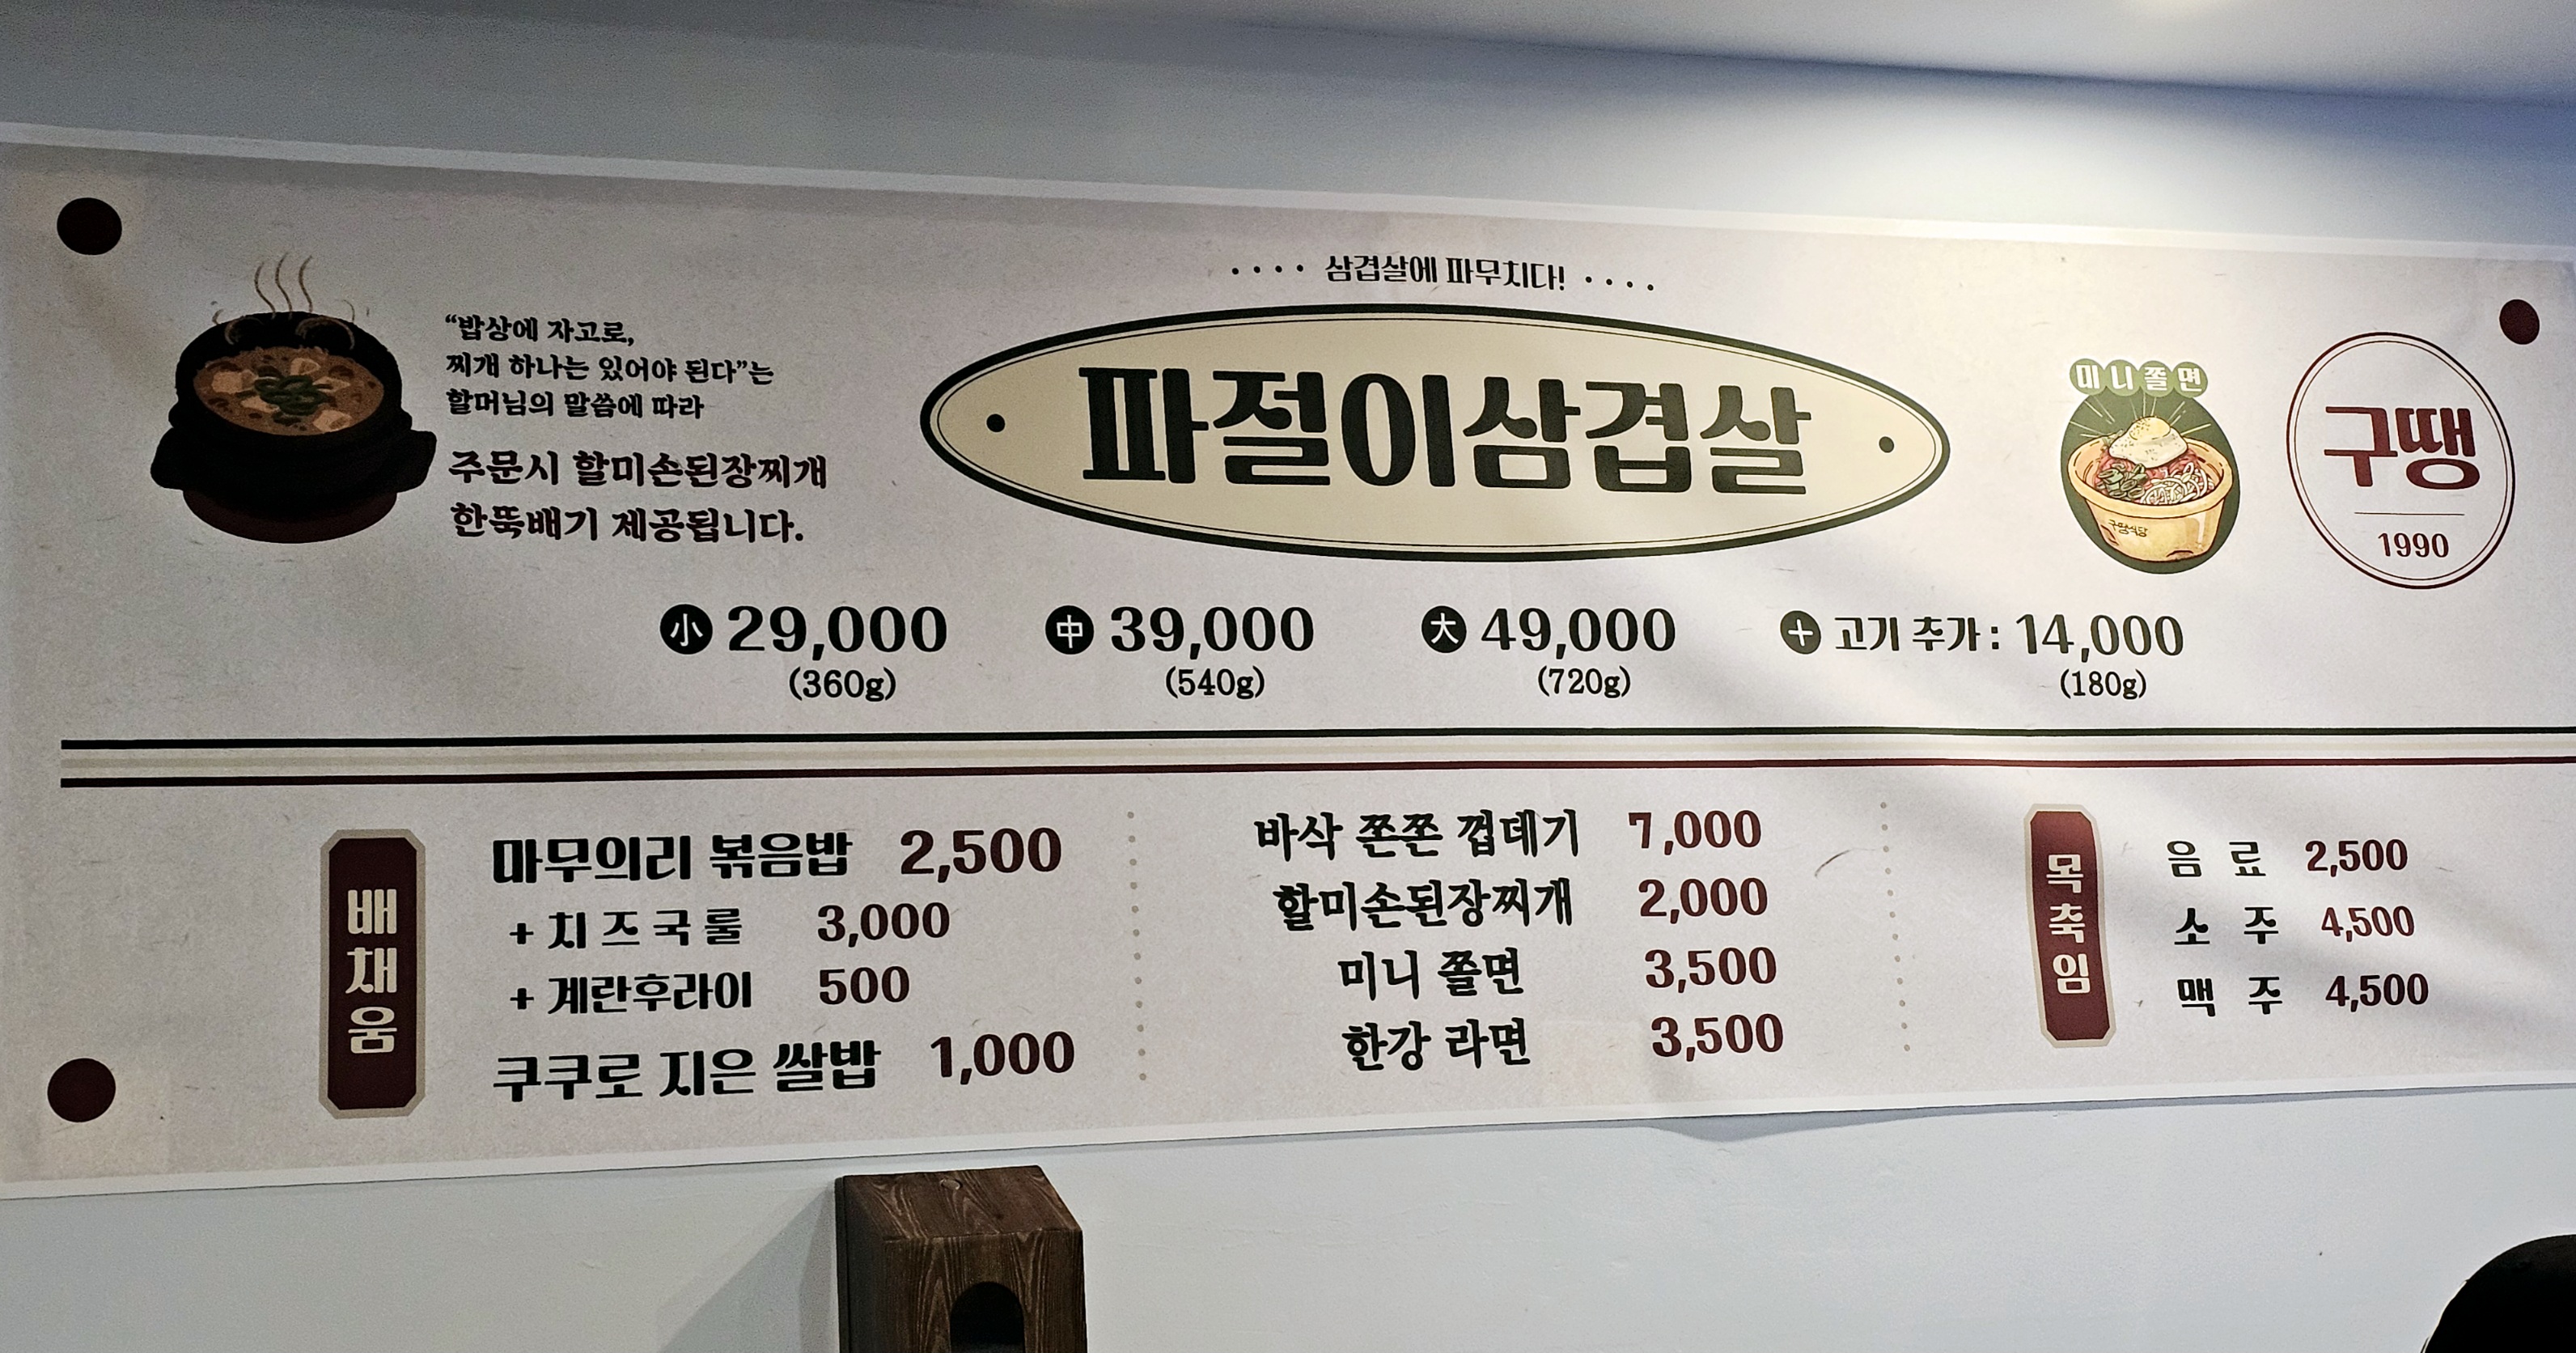 ···· 삼겹살에 파무치다! ····
“밥상에 자고로,
찌개 하나는 있어야 된다”는
할머님의 말씀에 따라
주문시 할미손된장찌개
한뚝배기 제공됩니다.
· 파절이삼겹살 ·
미니쫄면
구땡식당
구땡
1990
小 29,000 中 39,000 大 49,000 + 고기 추가 : 14,000
(360g) (540g) (720g) (180g)
배채움
마무의리 볶음밥 2,500
+ 치즈국룰 3,000
+ 계란후라이 500
쿠쿠로 지은 쌀밥 1,000
바삭 쫀쫀 껍데기 7,000
할미손된장찌개 2,000
미니 쫄면 3,500
한강 라면 3,500
목축임
음 료 2,500
소 주 4,500
맥 주 4,500